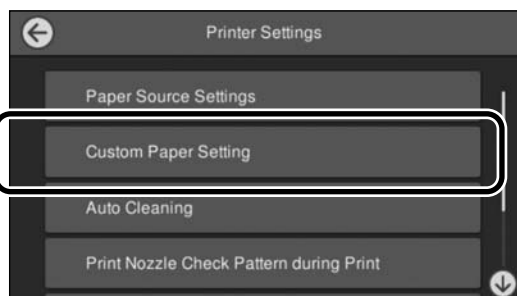 Printer Settings
Paper Source Settings
Custom Paper Setting
Auto Cleaning
Print Nozzle Check Pattern during Print